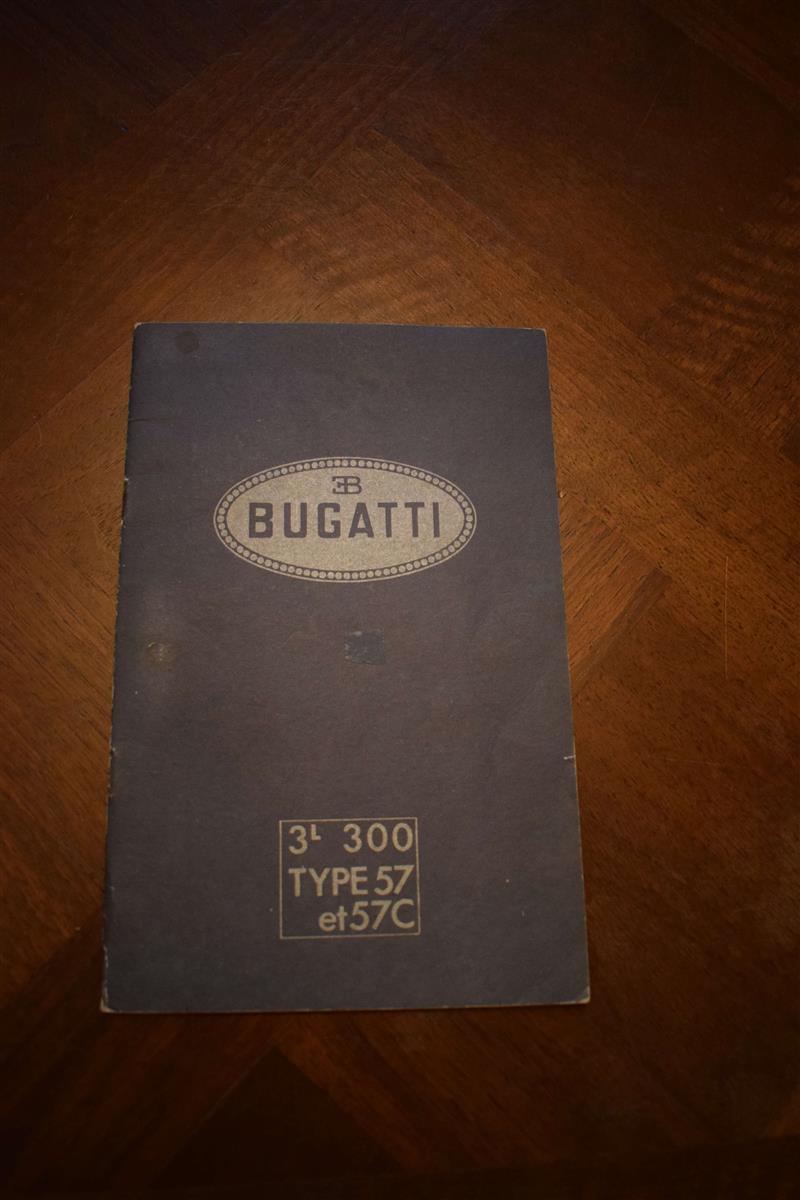 EB
BUGATTI
3L 300
TYPE 57
et 57C